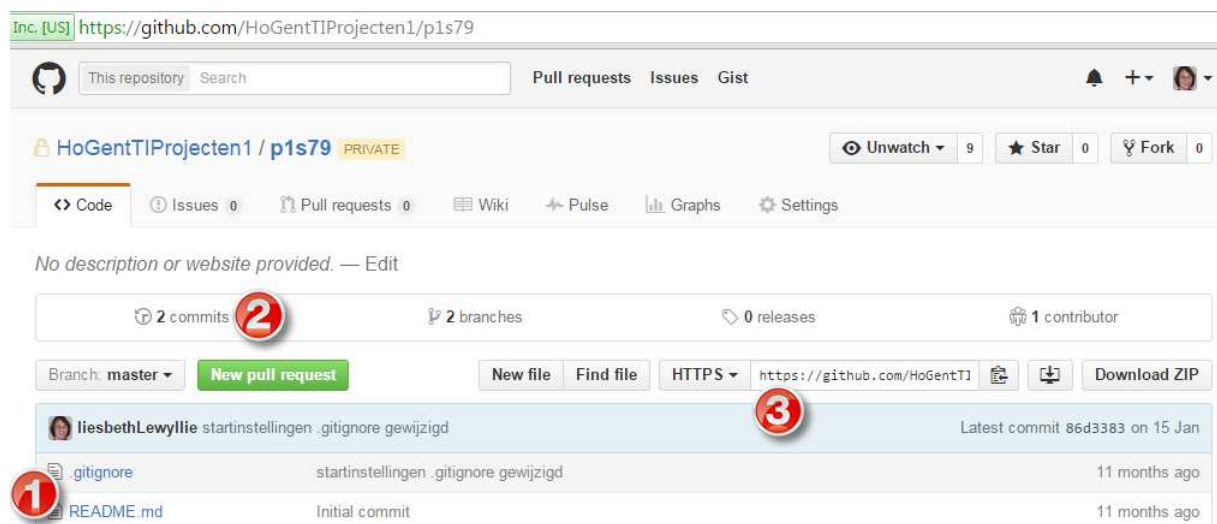 Inc. [US] https://github.com/HoGentTIProjecten1/p1s79
This repository Search Pull requests Issues Gist
HoGentTIProjecten1 / p1s79 PRIVATE Unwatch 9 Star 0 Fork 0
Code Issues 0 Pull requests 0 Wiki Pulse Graphs Settings
No description or website provided. — Edit
2 commits 2 2 branches 0 releases 1 contributor
Branch: master New pull request New file Find file HTTPS https://github.com/HoGentTI Download ZIP
3
liesbethLewyllie startinstellingen .gitignore gewijzigd Latest commit 86d3383 on 15 Jan
.gitignore startinstellingen .gitignore gewijzigd 11 months ago
1 README.md Initial commit 11 months ago